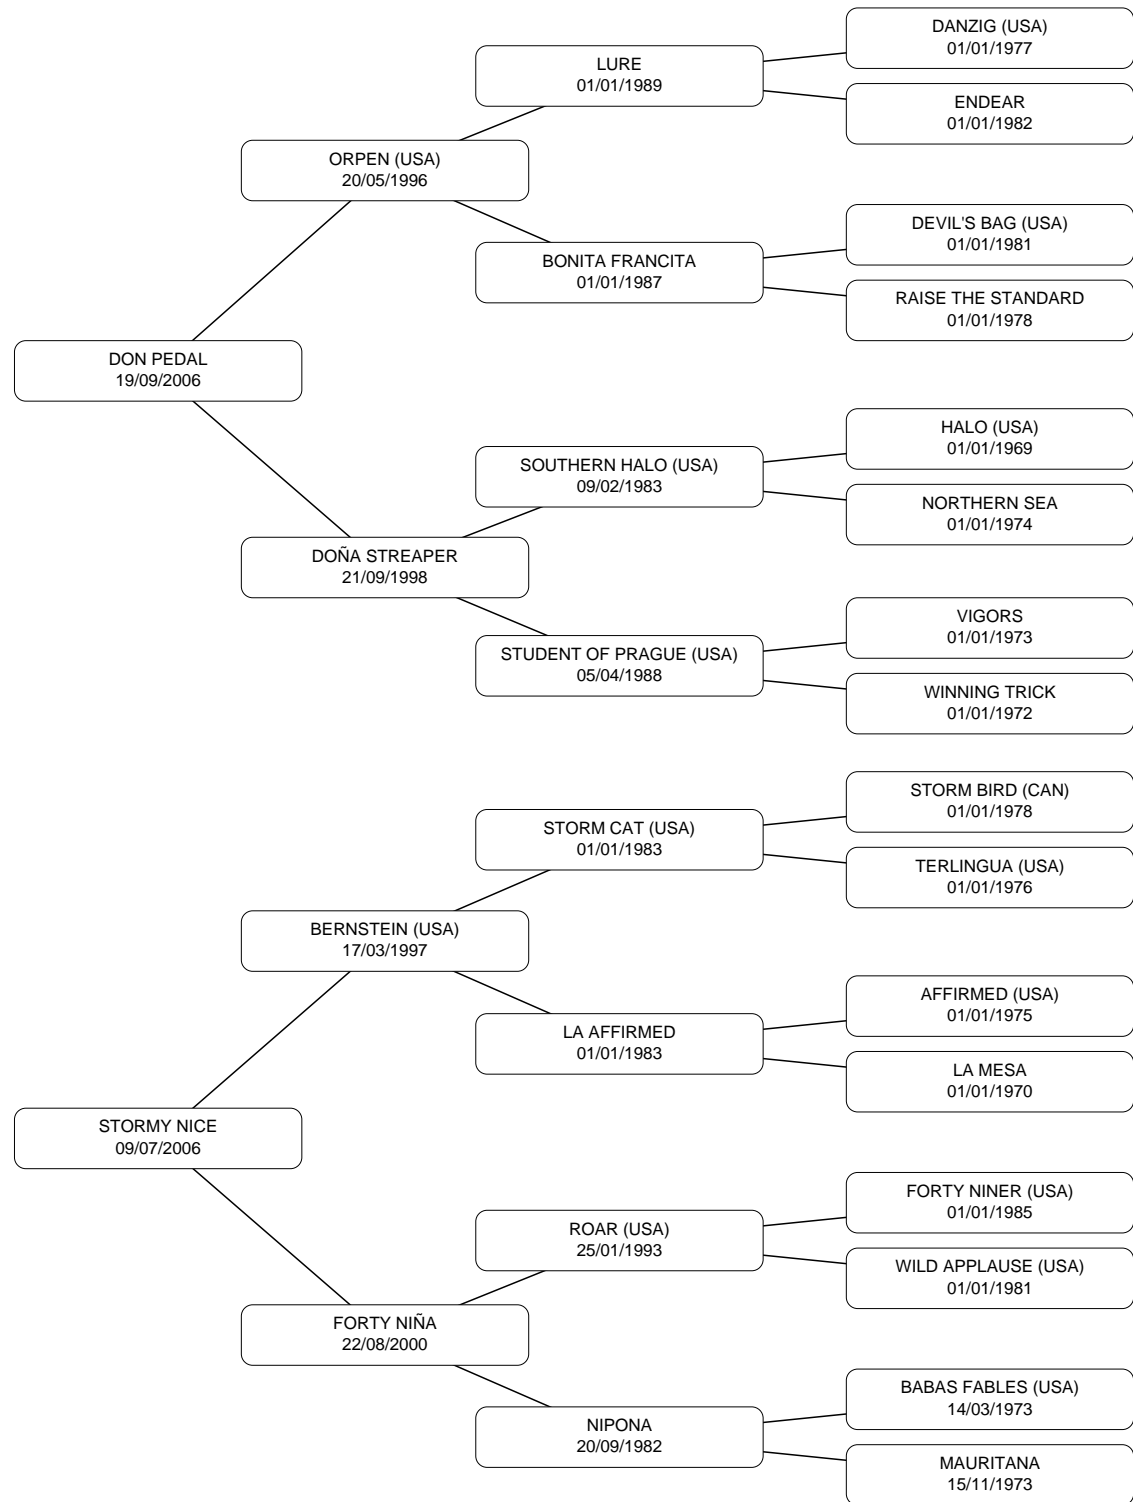 DANZIG (USA)
01/01/1977
LURE
01/01/1989
ENDEAR
01/01/1982
ORPEN (USA)
20/05/1996
DEVIL'S BAG (USA)
01/01/1981
BONITA FRANCITA
01/01/1987
RAISE THE STANDARD
01/01/1978
DON PEDAL
19/09/2006
HALO (USA)
01/01/1969
SOUTHERN HALO (USA)
09/02/1983
NORTHERN SEA
01/01/1974
DOÑA STREAPER
21/09/1998
VIGORS
01/01/1973
STUDENT OF PRAGUE (USA)
05/04/1988
WINNING TRICK
01/01/1972
STORM BIRD (CAN)
01/01/1978
STORM CAT (USA)
01/01/1983
TERLINGUA (USA)
01/01/1976
BERNSTEIN (USA)
17/03/1997
AFFIRMED (USA)
01/01/1975
LA AFFIRMED
01/01/1983
LA MESA
01/01/1970
STORMY NICE
09/07/2006
FORTY NINER (USA)
01/01/1985
ROAR (USA)
25/01/1993
WILD APPLAUSE (USA)
01/01/1981
FORTY NIÑA
22/08/2000
BABAS FABLES (USA)
14/03/1973
NIPONA
20/09/1982
MAURITANA
15/11/1973